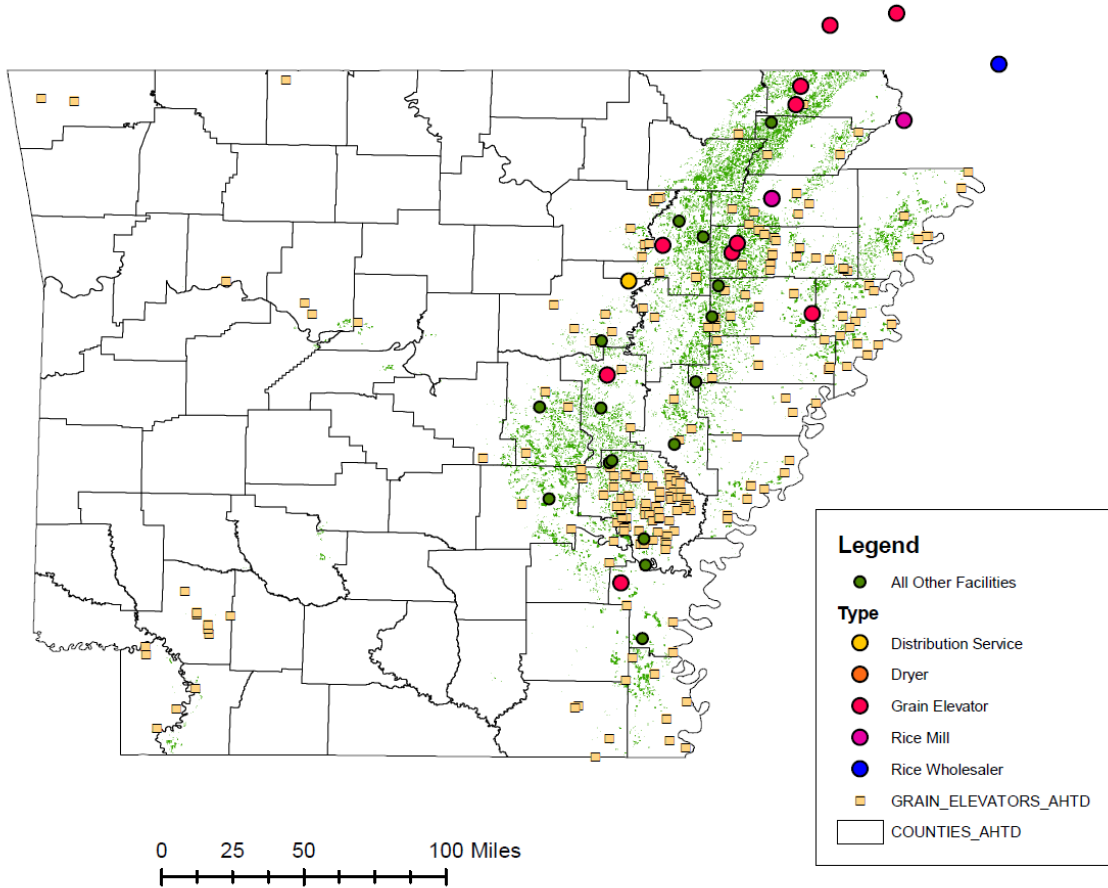 Legend
All Other Facilities
Type
Distribution Service
Dryer
Grain Elevator
Rice Mill
Rice Wholesaler
GRAIN_ELEVATORS_AHTD
COUNTIES_AHTD
0 25 50 100 Miles